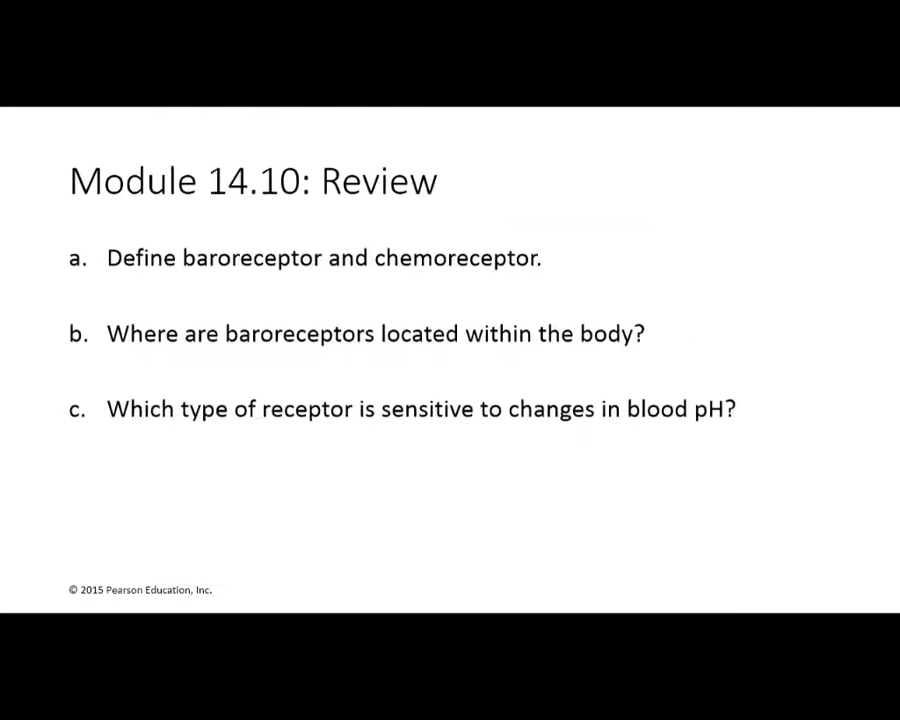 Module 14.10: Review
a. Define baroreceptor and chemoreceptor.
b. Where are baroreceptors located within the body?
c. Which type of receptor is sensitive to changes in blood pH?
© 2015 Pearson Education, Inc.